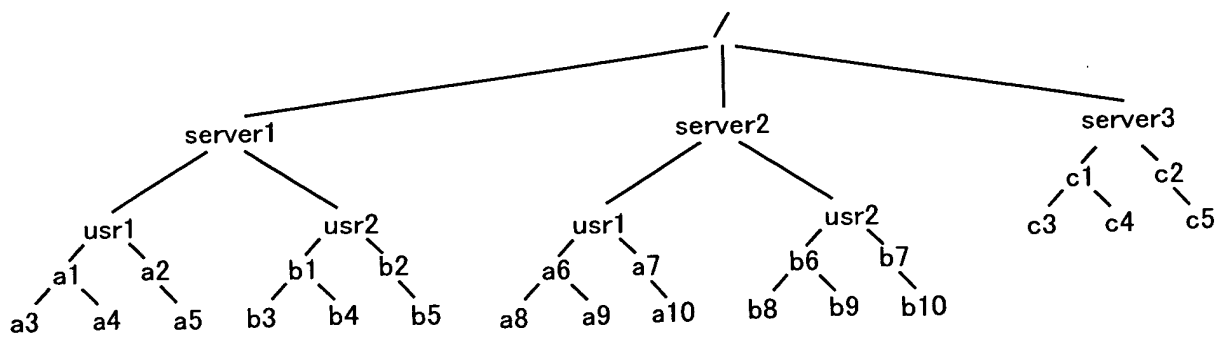 /
server1 server2 server3
c1 c2
usr1 usr2 usr1 usr2 c3 c4 c5
a1 a2 b1 b2 a6 a7 b6 b7
a3 a4 a5 b3 b4 b5 a8 a9 a10 b8 b9 b10